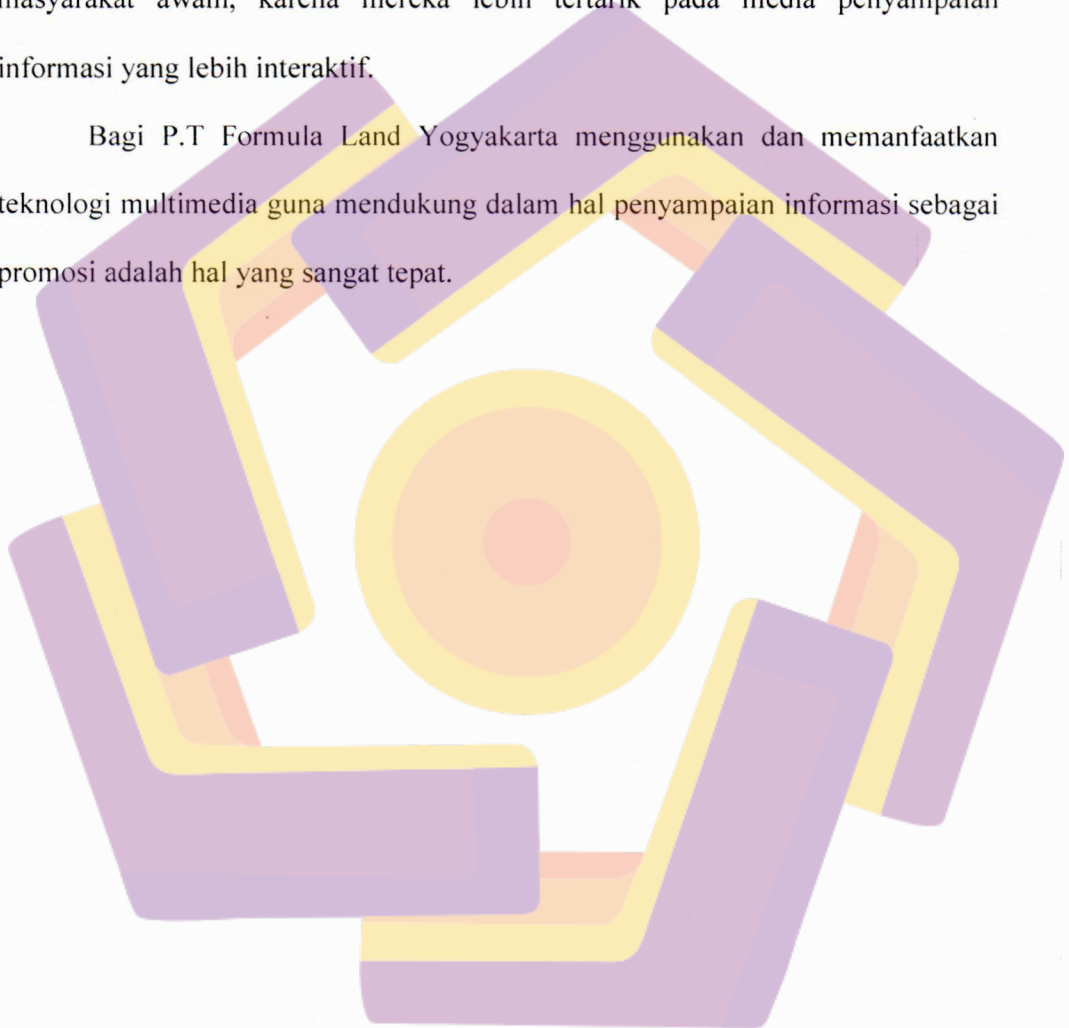 masyarakat awam, karena mereka lebih tertarik pada media penyampaian
informasi yang lebih interaktif.
Bagi P.T Formula Land Yogyakarta menggunakan dan memanfaatkan
teknologi multimedia guna mendukung dalam hal penyampaian informasi sebagai
promosi adalah hal yang sangat tepat.